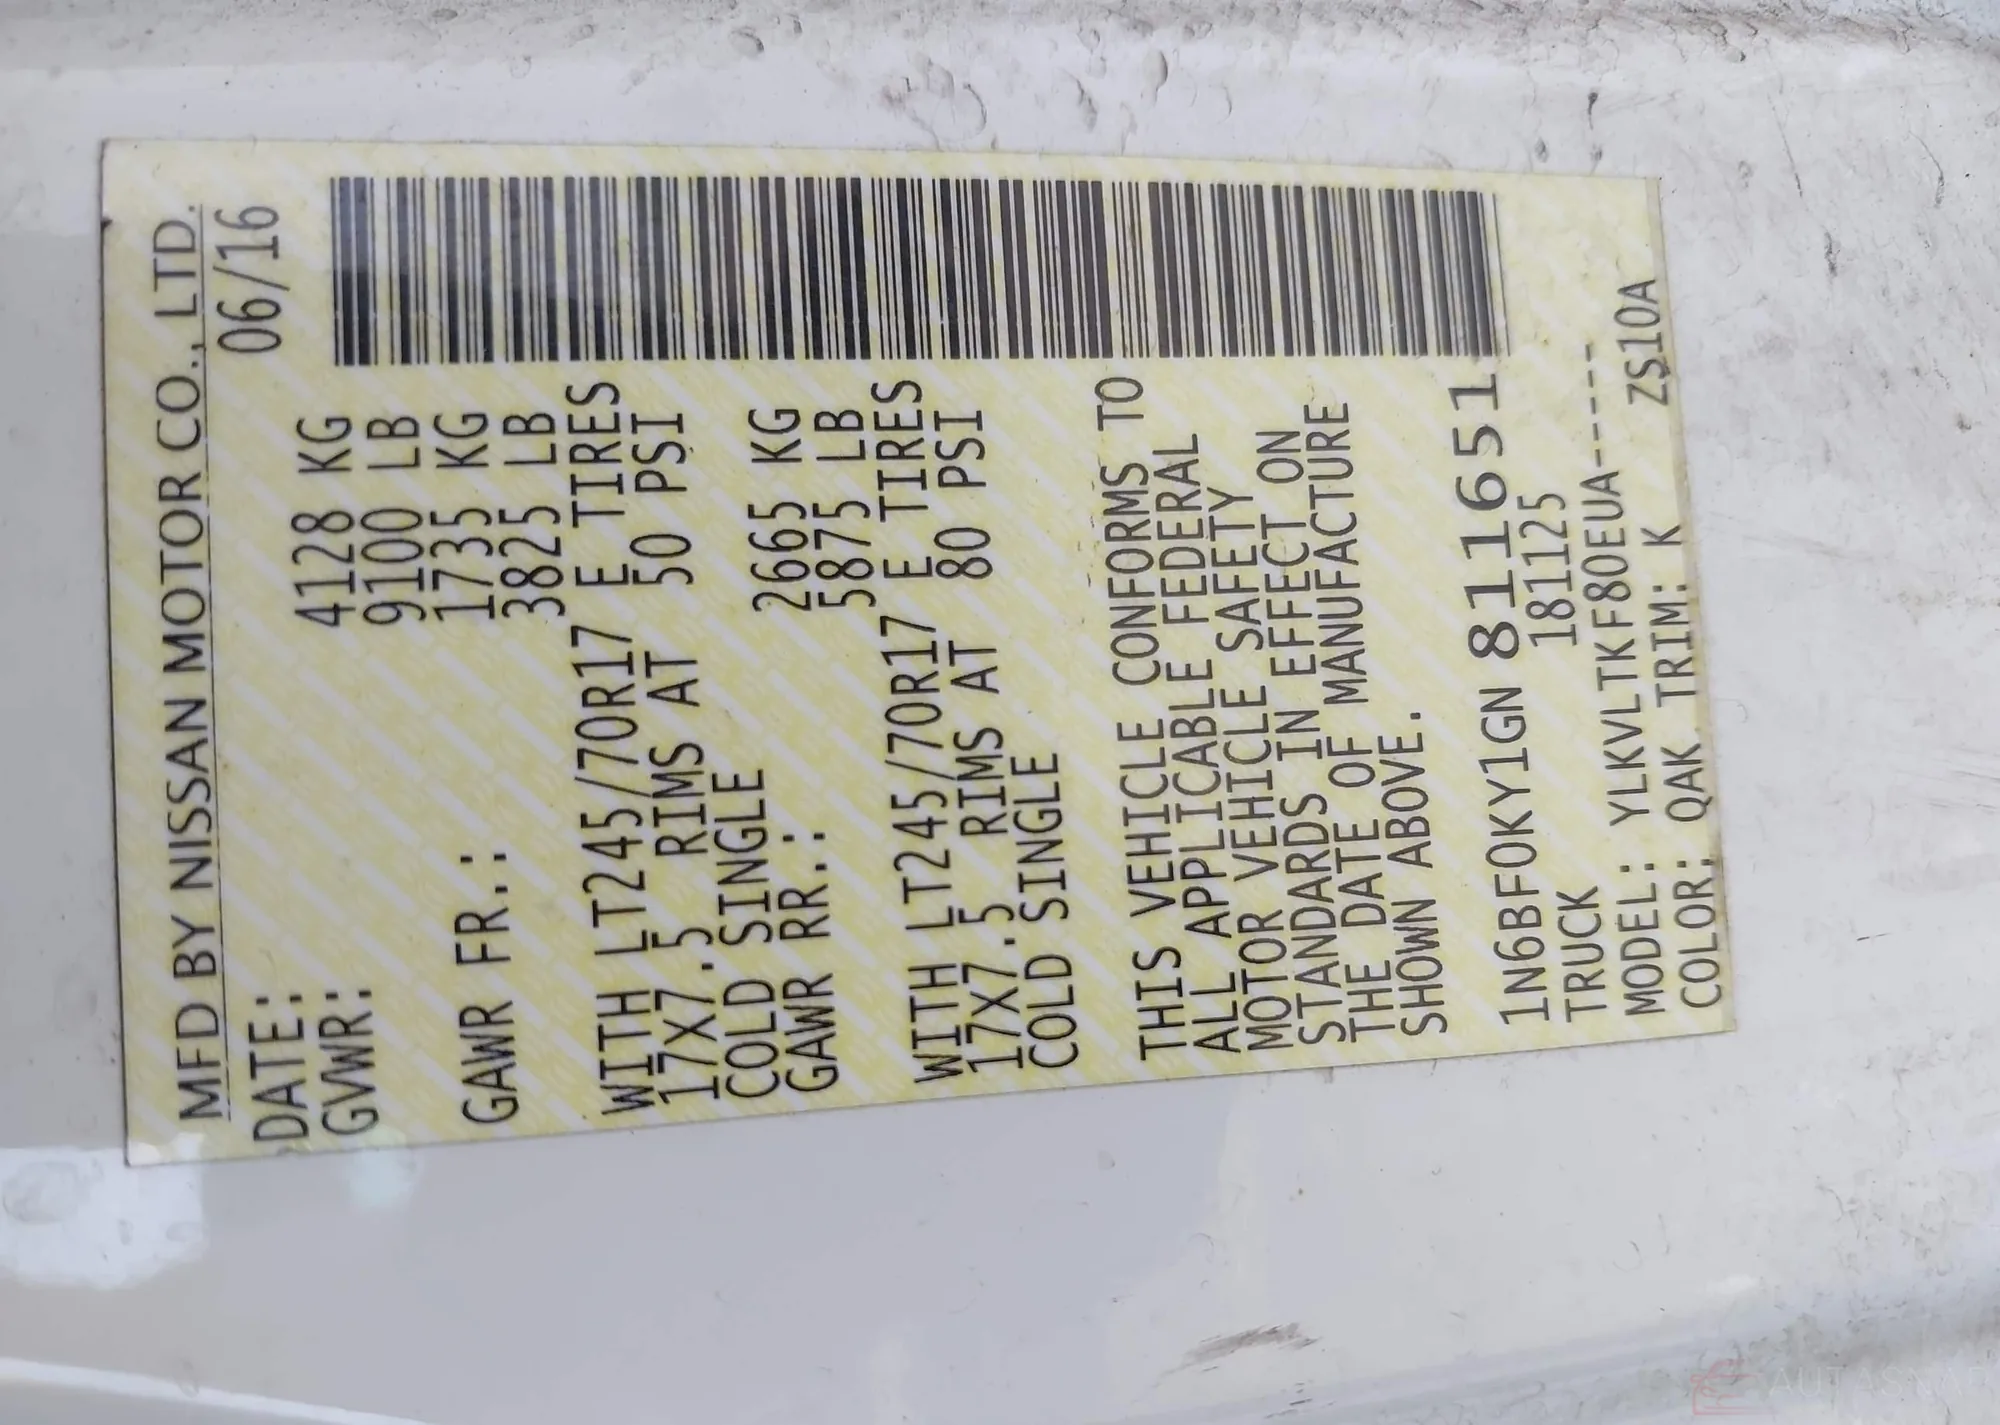 MFD BY NISSAN MOTOR CO., LTD.
DATE: 06/16
GVWR: 4128 KG
9100 LB
GAWR FR.: 1735 KG
3825 LB
WITH LT245/70R17 E TIRES
17X7.5 RIMS AT 50 PSI
COLD SINGLE
GAWR RR.: 2665 KG
5875 LB
WITH LT245/70R17 E TIRES
17X7.5 RIMS AT 80 PSI
COLD SINGLE
THIS VEHICLE CONFORMS TO
ALL APPLICABLE FEDERAL
MOTOR VEHICLE SAFETY
STANDARDS IN EFFECT ON
THE DATE OF MANUFACTURE
SHOWN ABOVE.
1N6BF0KY1GN 811651
TRUCK 181125
MODEL: YLKVLTKF80EUA-----
COLOR: QAK TRIM: K ZS10A